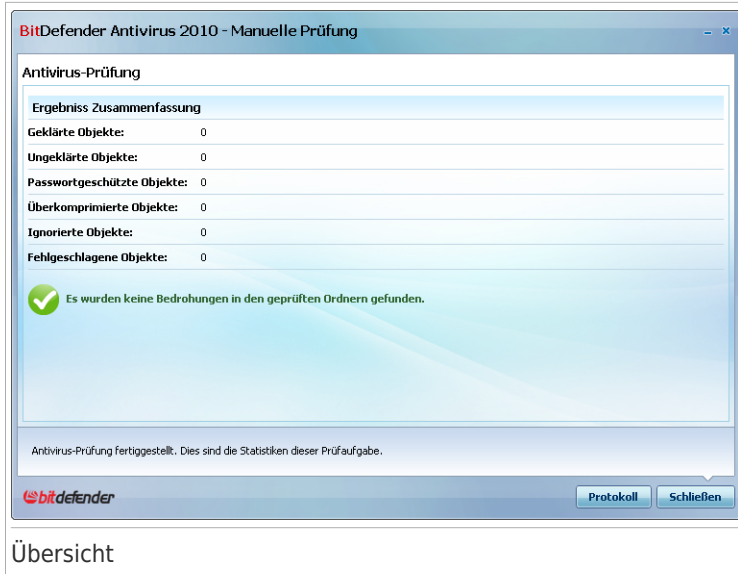 BitDefender Antivirus 2010 - Manuelle Prüfung
Antivirus-Prüfung
Ergebniss Zusammenfassung
Geklärte Objekte: 0
Ungeklärte Objekte: 0
Passwortgeschützte Objekte: 0
Überkomprimierte Objekte: 0
Ignorierte Objekte: 0
Fehlgeschlagene Objekte: 0
Es wurden keine Bedrohungen in den geprüften Ordnern gefunden.
Antivirus-Prüfung fertiggestellt. Dies sind die Statistiken dieser Prüfaufgabe.
bitdefender
Protokoll Schließen
Übersicht